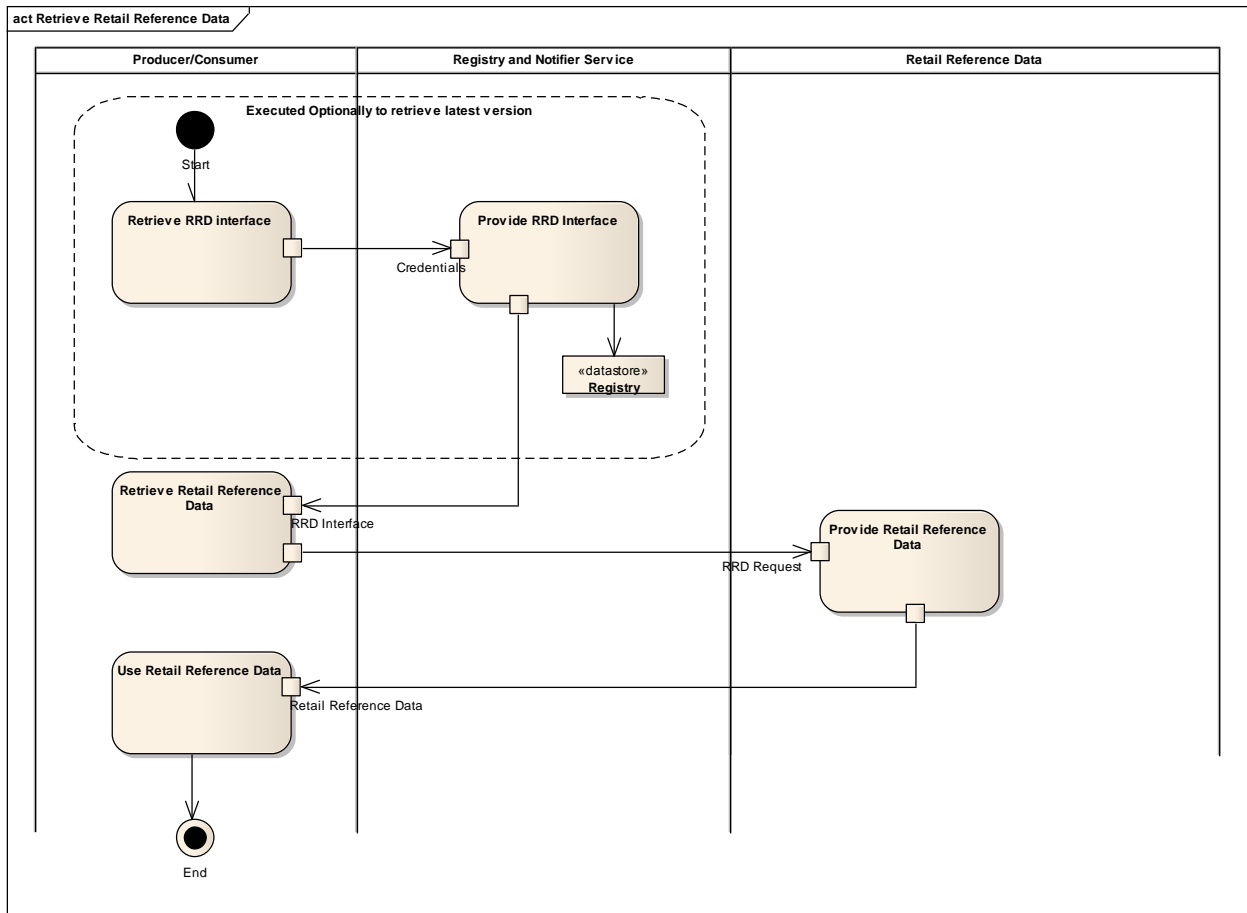 act Retrieve Retail Reference Data
Producer/Consumer
Registry and Notifier Service
Retail Reference Data
Executed Optionally to retrieve latest version
Start
Retrieve RRD interface
Provide RRD Interface
Credentials
«datastore»
Registry
Retrieve Retail Reference
Data
RRD Interface
Provide Retail Reference
Data
RRD Request
Use Retail Reference Data
Retail Reference Data
End